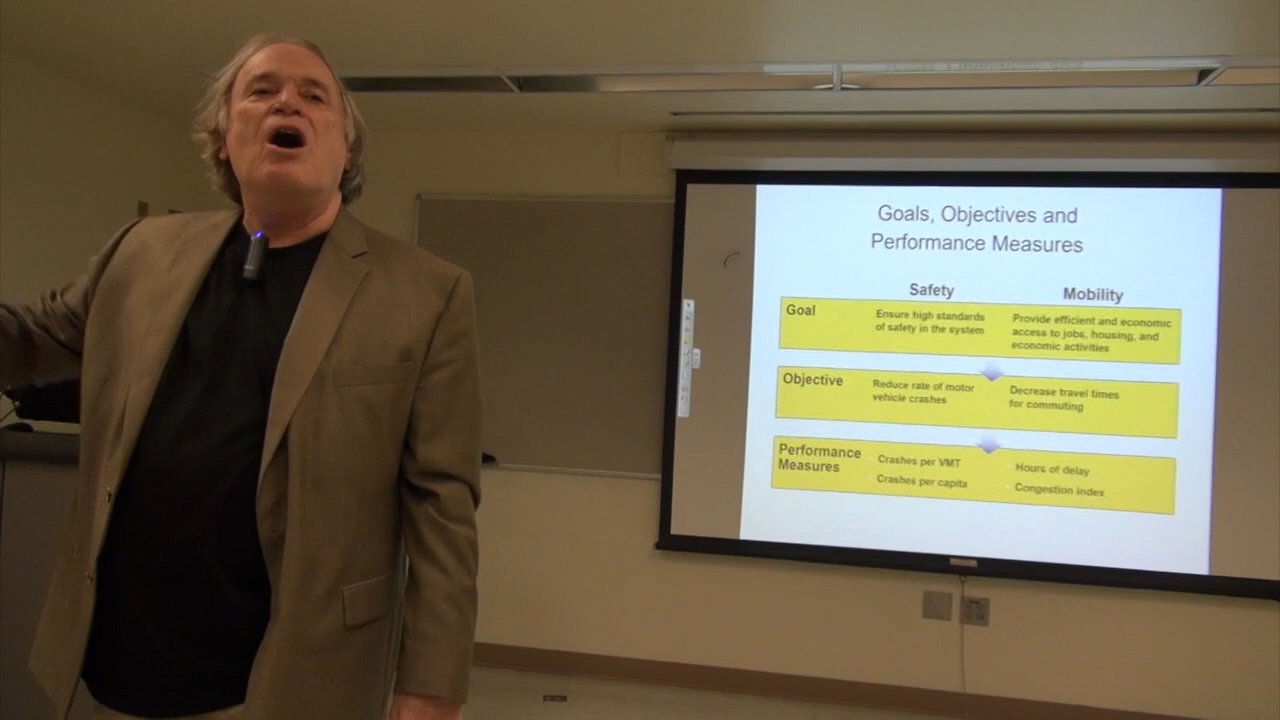 Goals, Objectives and
Performance Measures
Safety
Mobility
Goal
Ensure high standards
of safety in the system
Provide efficient and economic
access to jobs, housing, and
economic activities
Objective
Reduce rate of motor
vehicle crashes
Decrease travel times
for commuting
Performance
Measures
Crashes per VMT
Crashes per capita
Hours of delay
Congestion index